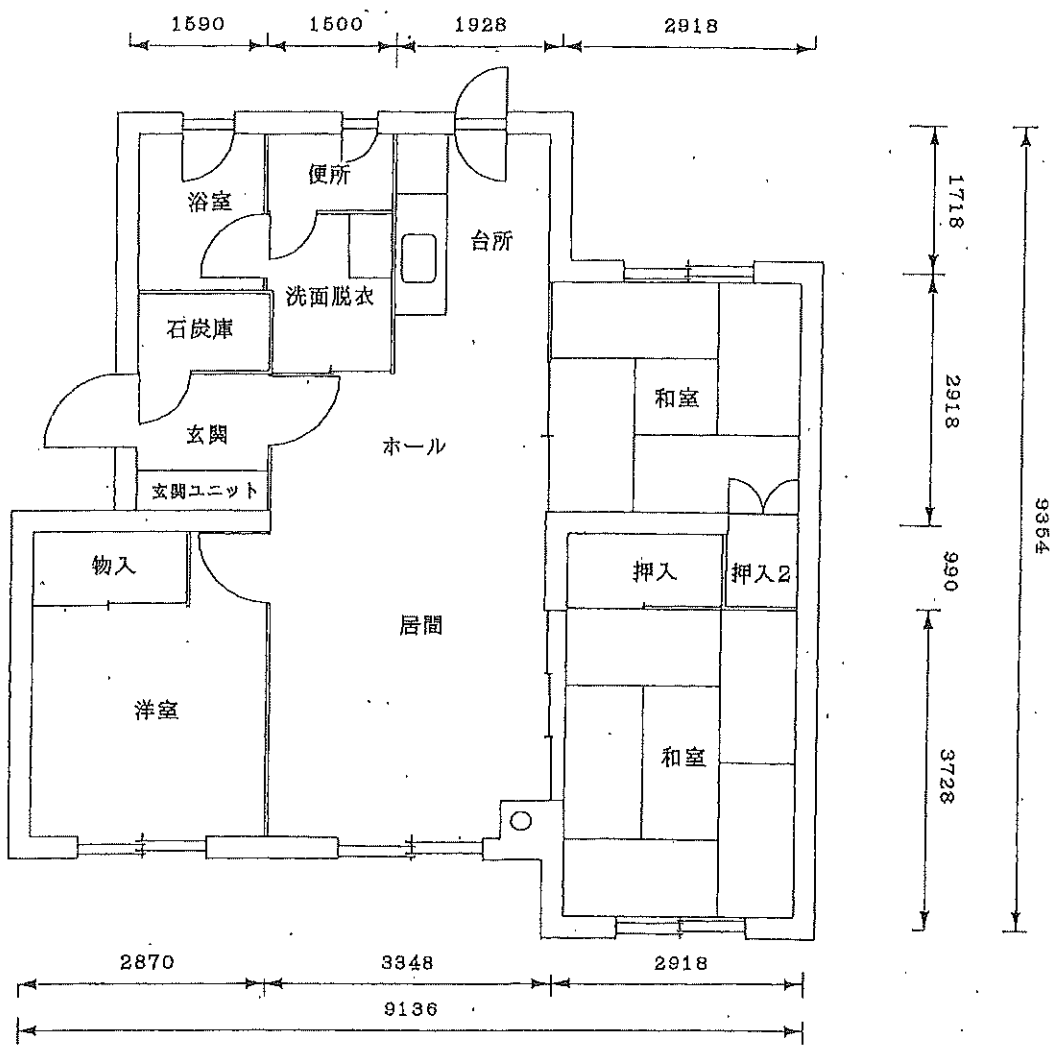 1590
1500
1928
2918
便所
浴室
台所
洗面脱衣
石炭庫
玄関
ホール
和室
玄関ユニット
物入
押入
押入2
居間
洋室
和室
1718
2918
990
3728
9354
2870
3348
2918
9136